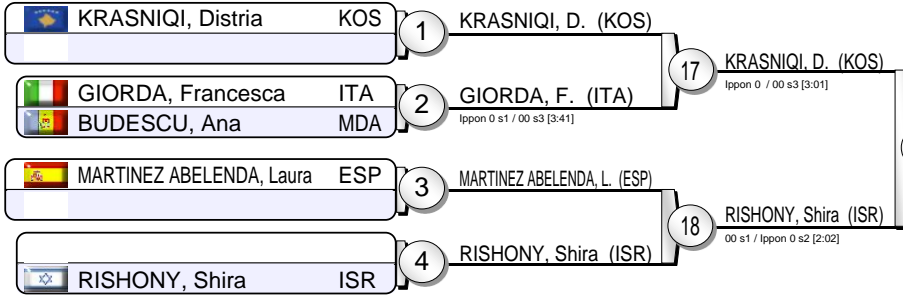 KRASNIQI, Distria KOS
1
KRASNIQI, D. (KOS)
17
KRASNIQI, D. (KOS)
Ippon 0 / 00 s3 [3:01]
GIORDA, Francesca ITA
BUDESCU, Ana MDA
2
GIORDA, F. (ITA)
Ippon 0 s1 / 00 s3 [3:41]
MARTINEZ ABELENDA, Laura ESP
3
MARTINEZ ABELENDA, L. (ESP)
18
RISHONY, Shira (ISR)
00 s1 / Ippon 0 s2 [2:02]
RISHONY, Shira ISR
4
RISHONY, Shira (ISR)